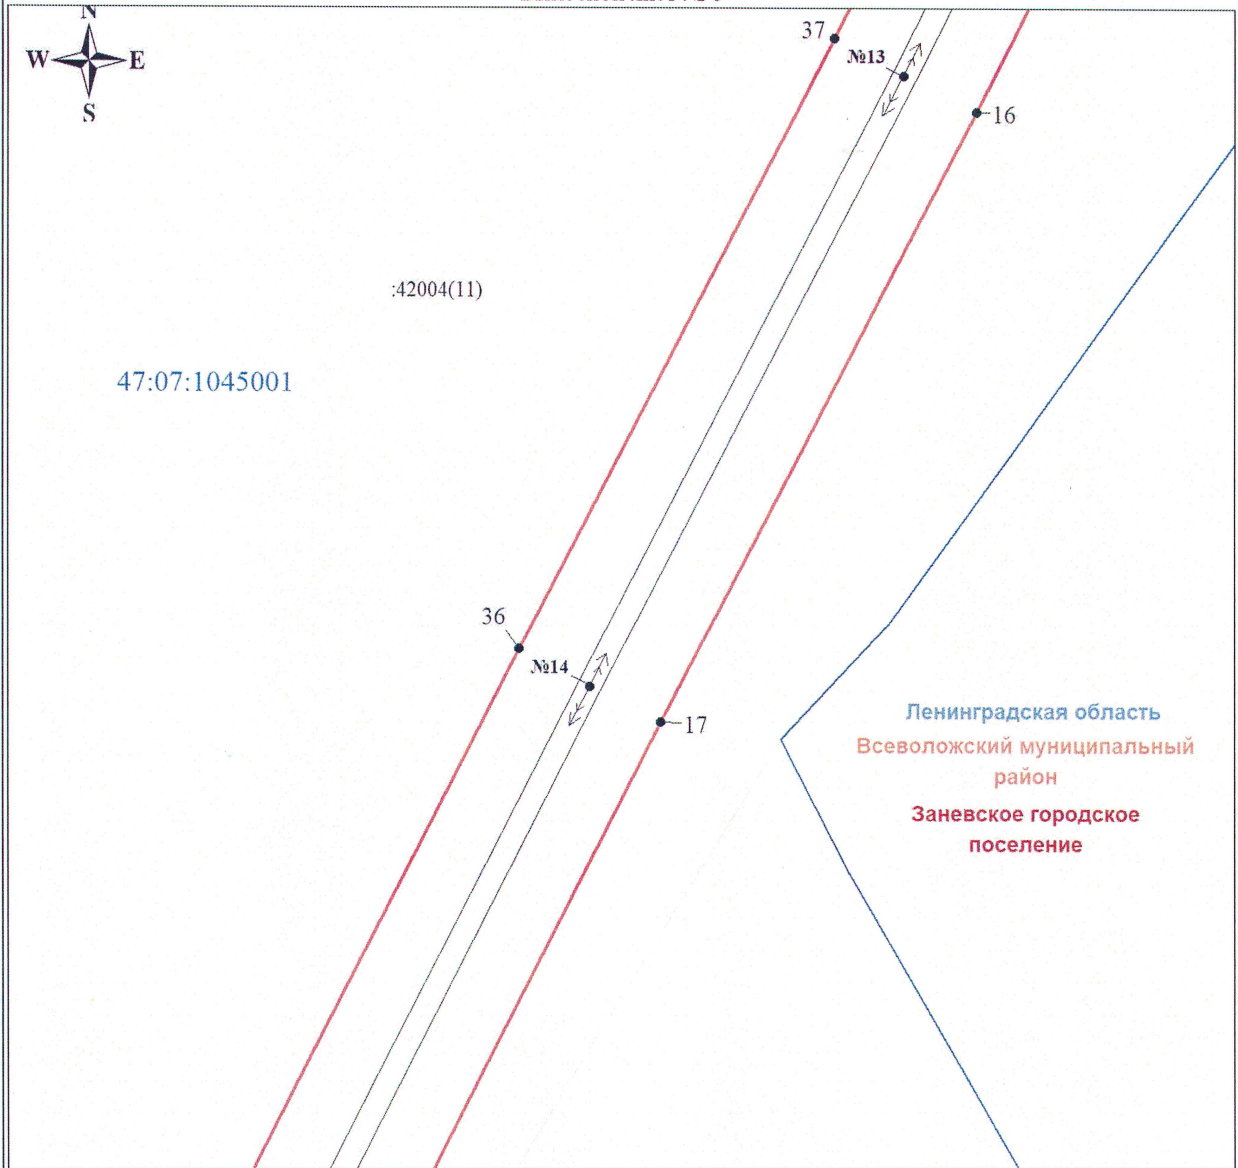 N
W E
S
37
№13
16
:42004(11)
47:07:1045001
36
№14
17
Ленинградская область
Всеволожский муниципальный
район
Заневское городское
поселение